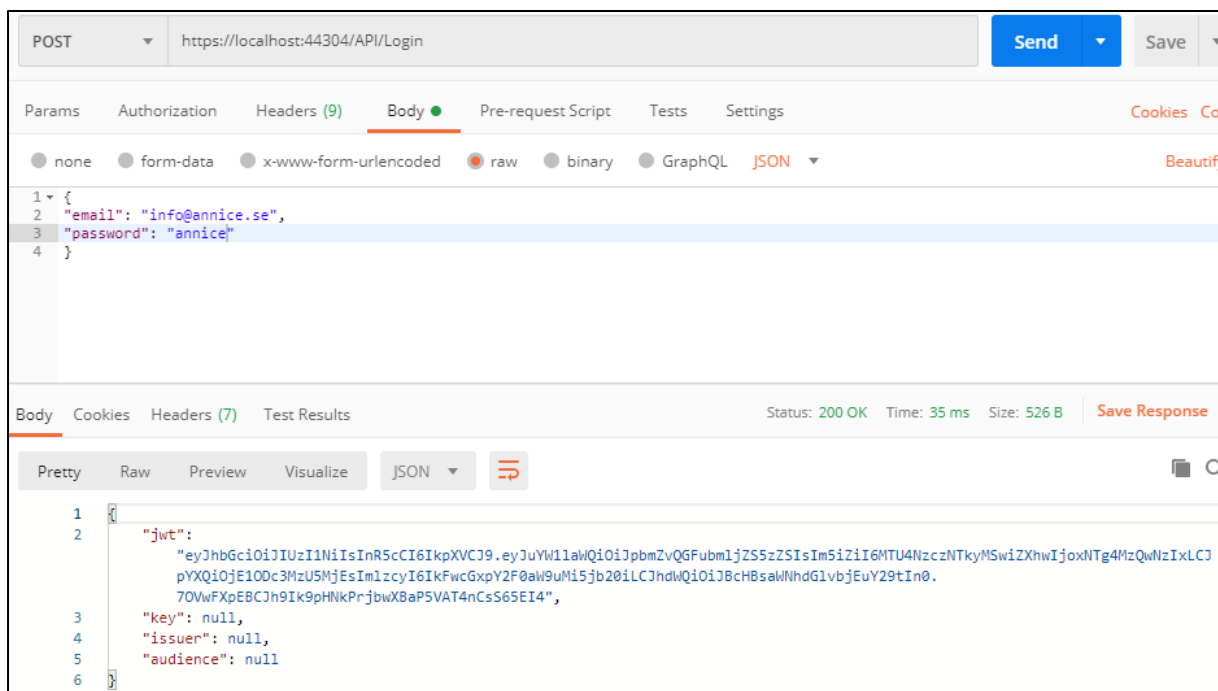 POST https://localhost:44304/API/Login Send Save
Params Authorization Headers (9) Body Pre-request Script Tests Settings Cookies Co
none form-data x-www-form-urlencoded raw binary GraphQL JSON Beautif
1 {
2 "email": "info@annice.se",
3 "password": "annice"
4 }
Body Cookies Headers (7) Test Results Status: 200 OK Time: 35 ms Size: 526 B Save Response
Pretty Raw Preview Visualize JSON
1 {
2 "jwt":
"eyJhbGciOiJIUzI1NiIsInR5cCI6IkpXVCJ9.eyJuYW1laWQiOiJpbmZvQGFubmljZS5zZSIsIm5iZiI6MTU4NzczNTkyMSwiZXhwIjoxNTg4MzQwNzIxLCJ
pYXQiOjE1ODc3MzU5MjEsImlzcyI6IkFwcGxpY2F0aW9uMi5jb20iLCJhdWQiOiJBcHBsaWNhdGlvbjEuY29tIn0.
7OVwFXpEBCJh9Ik9pHNkPrjbwXBaP5VAT4nCsS65EI4",
3 "key": null,
4 "issuer": null,
5 "audience": null
6 }